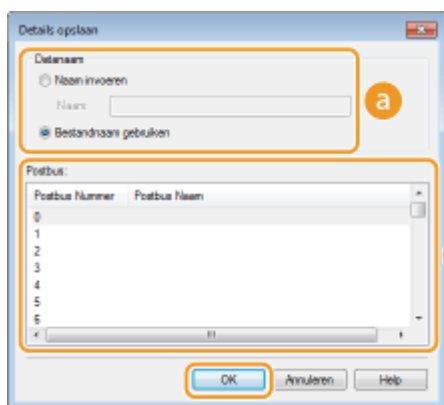 Details opslaan
Datanaam
Naam invoeren
Naam:
a
Bestandnaam gebruiken
Postbus:
Postbus Nummer Postbus Naam
0
1
2
3
4
5
6
OK Annuleren Help